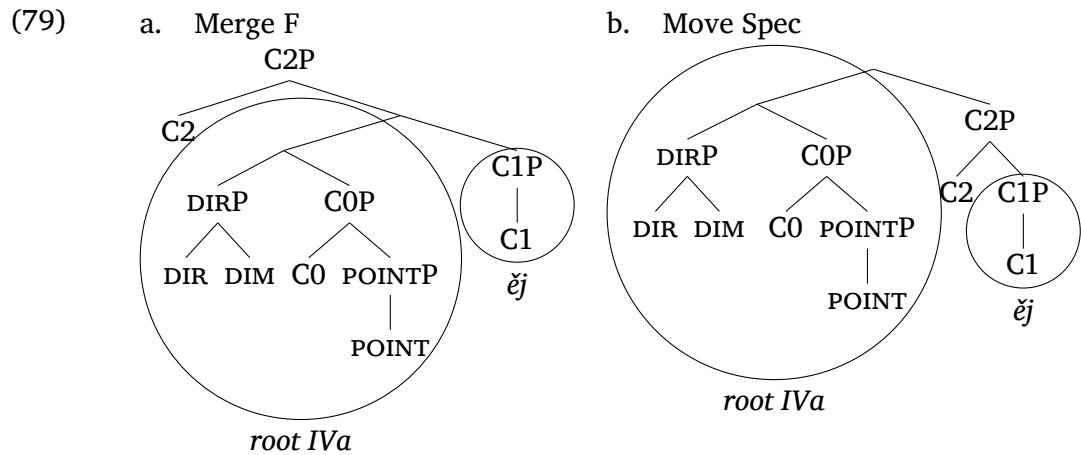 (79) a. Merge F b. Move Spec
C2P
C2
DIRP C0P C1P
DIR DIM C0 POINTP C1
POINT
ěj
root IVa
C2P
DIRP C0P C2 C1P
DIR DIM C0 POINTP C1
POINT
ěj
root IVa